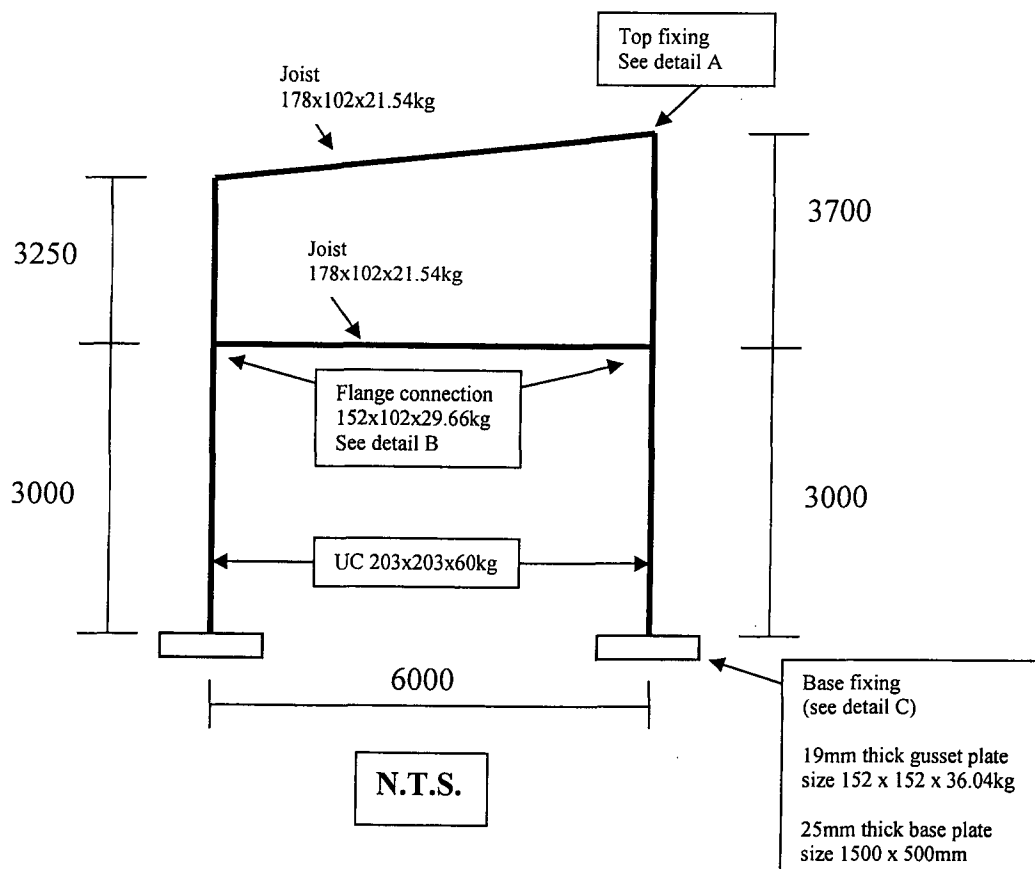 Top fixing
See detail A
Joist
178x102x21.54kg
3250
3700
Joist
178x102x21.54kg
Flange connection
152x102x29.66kg
See detail B
3000
3000
UC 203x203x60kg
6000
Base fixing
(see detail C)
19mm thick gusset plate
size 152 x 152 x 36.04kg
25mm thick base plate
size 1500 x 500mm
N.T.S.